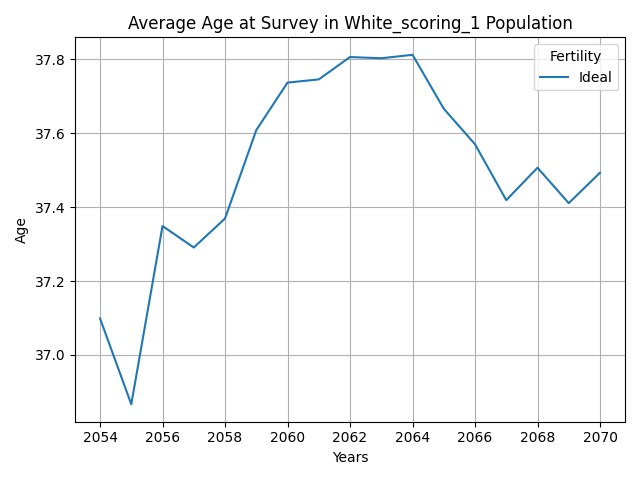 Average Age at Survey in White_scoring_1 Population
Fertility
Ideal
37.8
37.6
37.4
37.2
37.0
Age
2054 2056 2058 2060 2062 2064 2066 2068 2070
Years